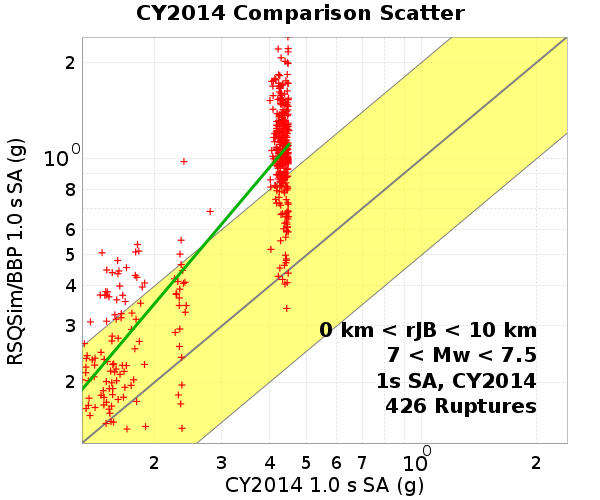 CY2014 Comparison Scatter
RSQSim/BBP 1.0 s SA (g)
2
10^0
8
6
5
4
3
2
0 km < rJB < 10 km
7 < Mw < 7.5
1s SA, CY2014
426 Ruptures
2 3 4 5 6 7 10^0 2
CY2014 1.0 s SA (g)